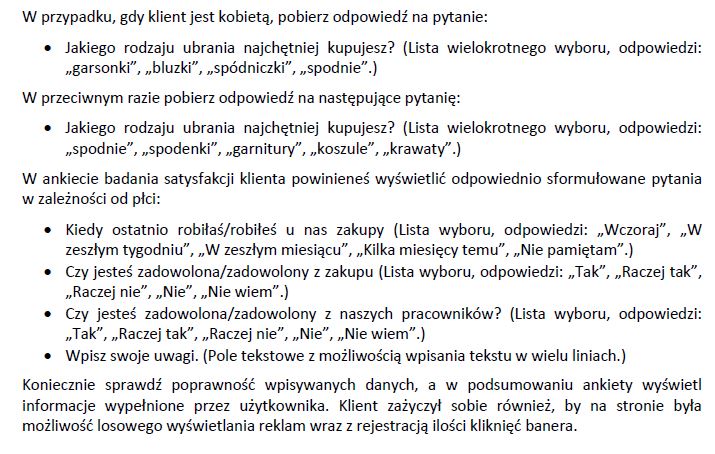 W przypadku, gdy klient jest kobietą, pobierz odpowiedź na pytanie:
• Jakiego rodzaju ubrania najchętniej kupujesz? (Lista wielokrotnego wyboru, odpowiedzi:
„garsonki”, „bluzki”, „spódniczki”, „spodnie”.)
W przeciwnym razie pobierz odpowiedź na następujące pytanię:
• Jakiego rodzaju ubrania najchętniej kupujesz? (Lista wielokrotnego wyboru, odpowiedzi:
„spodnie”, „spodenki”, „garnitury”, „koszule”, „krawaty”.)
W ankiecie badania satysfakcji klienta powinieneś wyświetlić odpowiednio sformułowane pytania
w zależności od płci:
• Kiedy ostatnio robiłaś/robiłeś u nas zakupy (Lista wyboru, odpowiedzi: „Wczoraj”, „W
zeszłym tygodniu”, „W zeszłym miesiącu”, „Kilka miesięcy temu”, „Nie pamiętam”.)
• Czy jesteś zadowolona/zadowolony z zakupu (Lista wyboru, odpowiedzi: „Tak”, „Raczej tak”,
„Raczej nie”, „Nie”, „Nie wiem”.)
• Czy jesteś zadowolona/zadowolony z naszych pracowników? (Lista wyboru, odpowiedzi:
„Tak”, „Raczej tak”, „Raczej nie”, „Nie”, „Nie wiem”.)
• Wpisz swoje uwagi. (Pole tekstowe z możliwością wpisania tekstu w wielu liniach.)
Koniecznie sprawdź poprawność wpisywanych danych, a w podsumowaniu ankiety wyświetl
informacje wypełnione przez użytkownika. Klient zażyczył sobie również, by na stronie była
możliwość losowego wyświetlania reklam wraz z rejestracją ilości kliknięć banera.